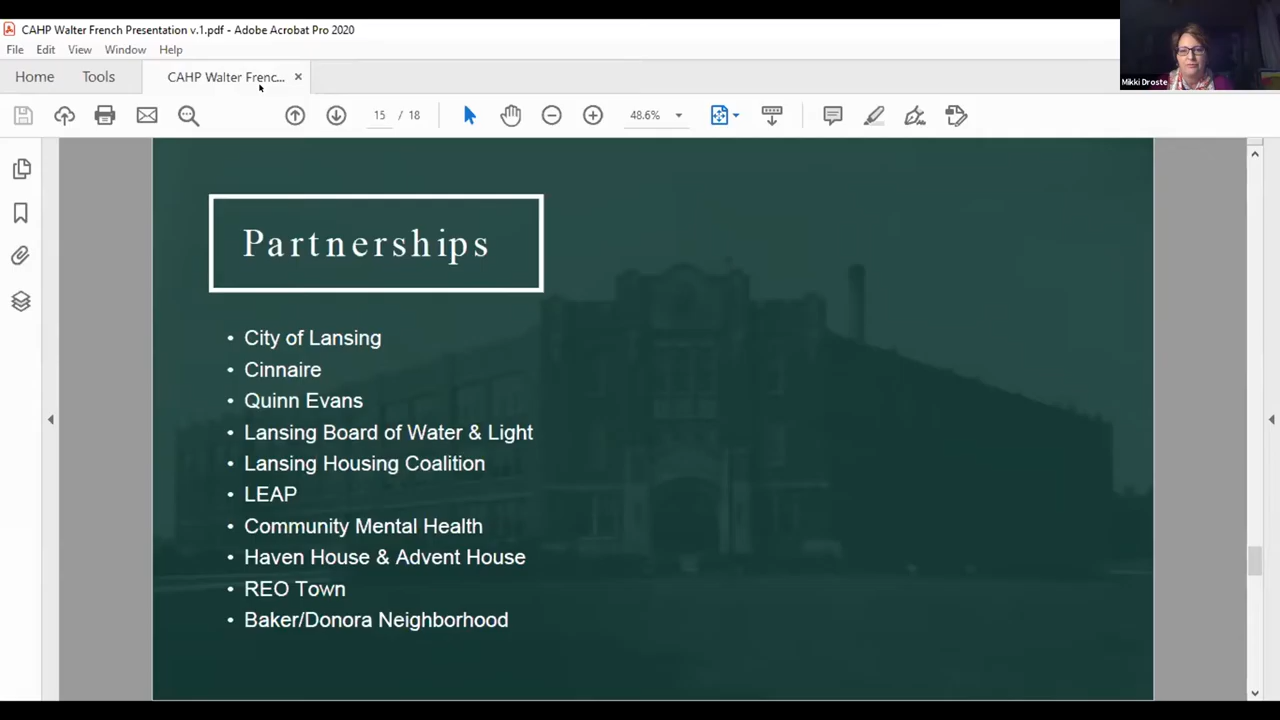 CAHP Walter French Presentation v.1.pdf - Adobe Acrobat Pro 2020
File Edit View Window Help
Mikki Droste
Home Tools CAHP Walter Frenc... ×
15 / 18 48.6%
Partnerships
• City of Lansing
• Cinnaire
• Quinn Evans
• Lansing Board of Water & Light
• Lansing Housing Coalition
• LEAP
• Community Mental Health
• Haven House & Advent House
• REO Town
• Baker/Donora Neighborhood